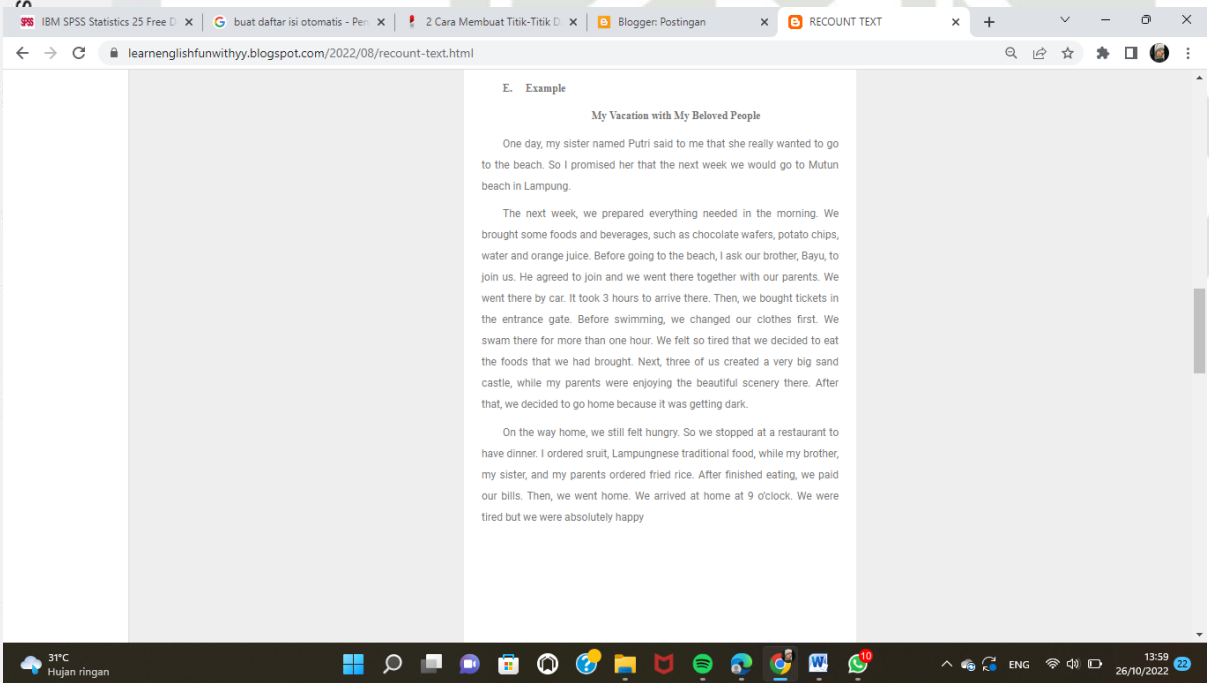 IBM SPSS Statistics 25 Free D
buat daftar isi otomatis - Pen
2 Cara Membuat Titik-Titik D
Blogger: Postingan
RECOUNT TEXT
learnenglishfunwithyy.blogspot.com/2022/08/recount-text.html
E. Example
My Vacation with My Beloved People
One day, my sister named Putri said to me that she really wanted to go
to the beach. So I promised her that the next week we would go to Mutun
beach in Lampung.
The next week, we prepared everything needed in the morning. We
brought some foods and beverages, such as chocolate wafers, potato chips,
water and orange juice. Before going to the beach, I ask our brother, Bayu, to
join us. He agreed to join and we went there together with our parents. We
went there by car. It took 3 hours to arrive there. Then, we bought tickets in
the entrance gate. Before swimming, we changed our clothes first. We
swam there for more than one hour. We felt so tired that we decided to eat
the foods that we had brought. Next, three of us created a very big sand
castle, while my parents were enjoying the beautiful scenery there. After
that, we decided to go home because it was getting dark.
On the way home, we still felt hungry. So we stopped at a restaurant to
have dinner. I ordered sruit, Lampungnese traditional food, while my brother,
my sister, and my parents ordered fried rice. After finished eating, we paid
our bills. Then, we went home. We arrived at home at 9 o'clock. We were
tired but we were absolutely happy
31°C
Hujan ringan
10
ENG
13:59
26/10/2022
22